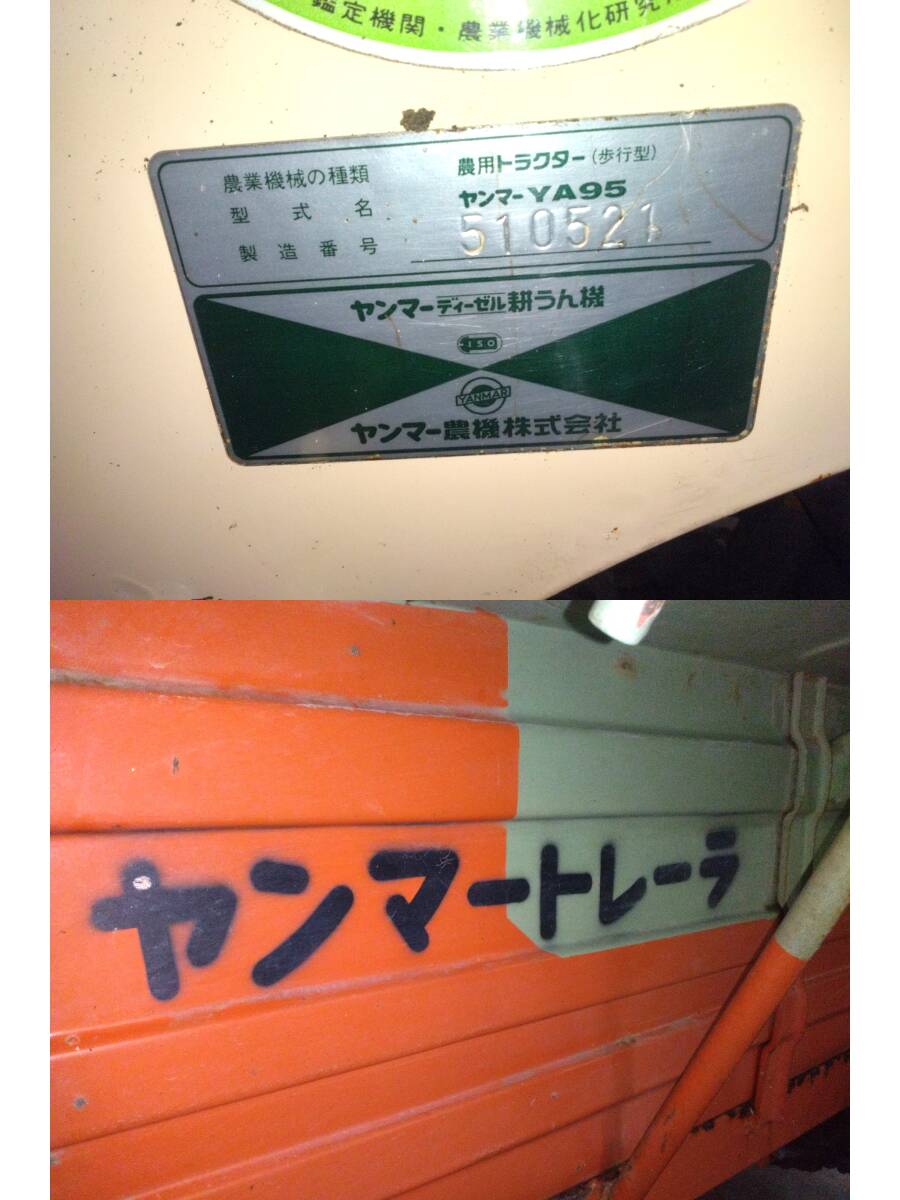 鑑定機関・農業機械化研究所
農業機械の種類 農用トラクター(歩行型)
型式名 ヤンマーYA95
製造番号 510521
ヤンマーディーゼル耕うん機
ISO
YANMAR
ヤンマー農機株式会社
ヤンマートレーラ